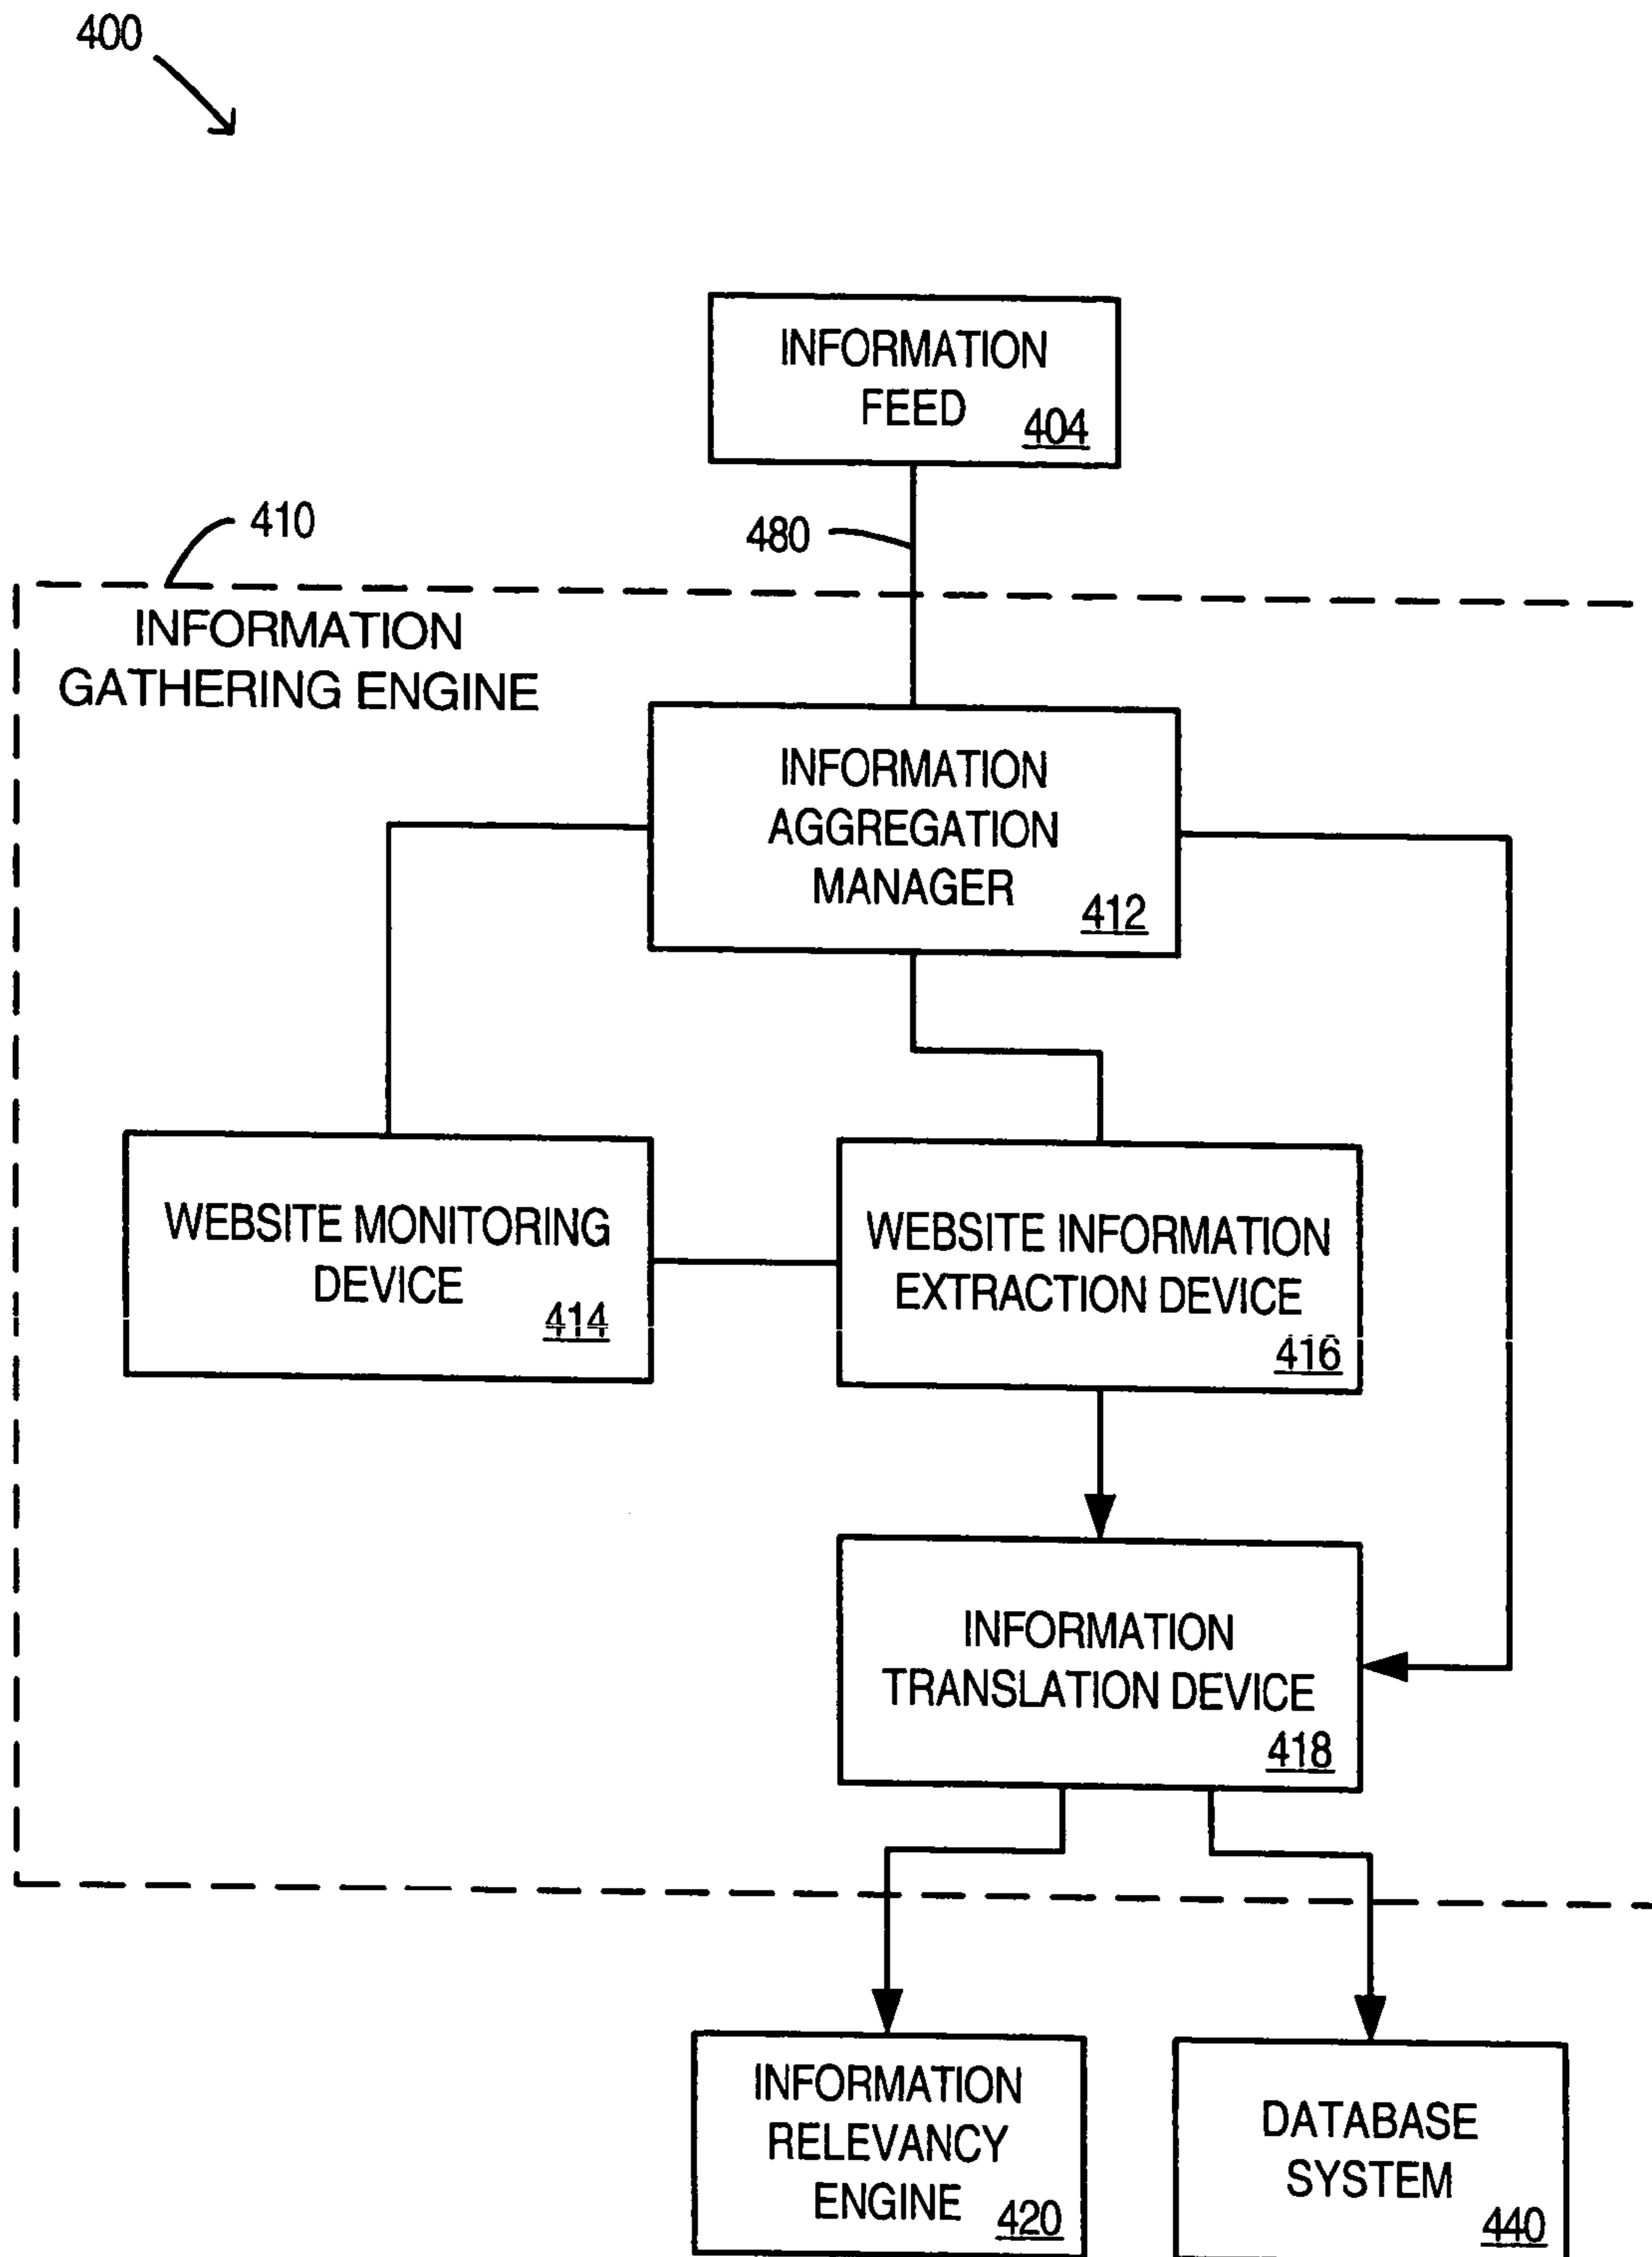 400
INFORMATION
FEED
404
410
480
INFORMATION
GATHERING ENGINE
INFORMATION
AGGREGATION
MANAGER
412
WEBSITE MONITORING
DEVICE
414
WEBSITE INFORMATION
EXTRACTION DEVICE
416
INFORMATION
TRANSLATION DEVICE
418
INFORMATION
RELEVANCY
ENGINE
420
DATABASE
SYSTEM
440